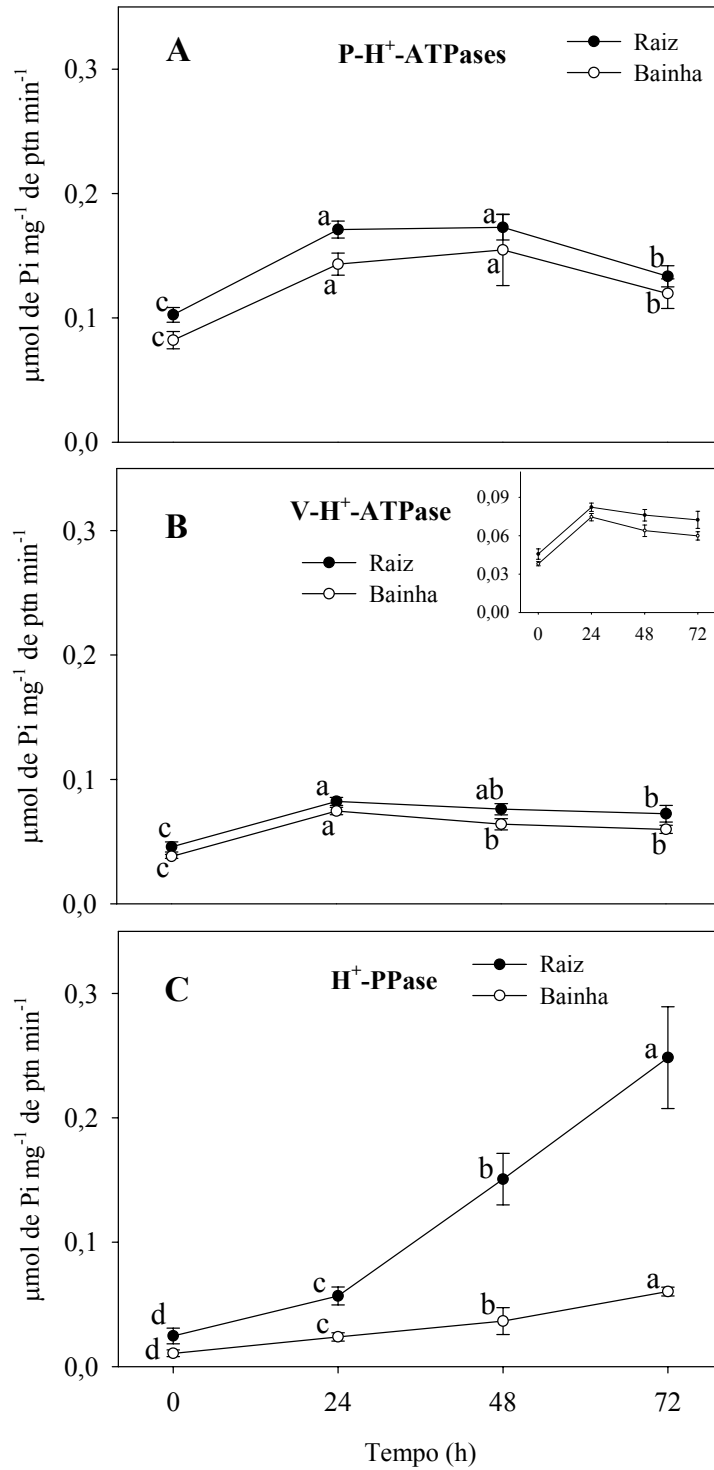 A
P-H⁺-ATPases
Raiz
Bainha
µmol de Pi mg⁻¹ de ptn min⁻¹
0,3
0,2
0,1
0,0
c
a
a
b
c
a
a
b
B
V-H⁺-ATPase
Raiz
Bainha
µmol de Pi mg⁻¹ de ptn min⁻¹
0,3
0,2
0,1
0,0
0,09
0,06
0,03
0,00
0 24 48 72
c
a
ab
b
c
a
b
b
C
H⁺-PPase
Raiz
Bainha
µmol de Pi mg⁻¹ de ptn min⁻¹
0,3
0,2
0,1
0,0
d
c
b
a
d
c
b
a
0 24 48 72
Tempo (h)